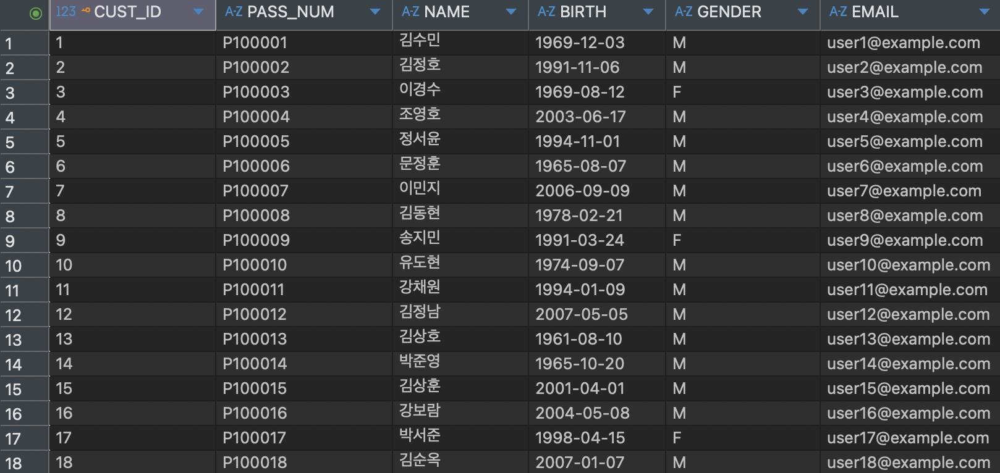 123 CUST_ID A-Z PASS_NUM A-Z NAME A-Z BIRTH A-Z GENDER A-Z EMAIL
1 1 P100001 김수민 1969-12-03 M user1@example.com
2 2 P100002 김정호 1991-11-06 M user2@example.com
3 3 P100003 이경수 1969-08-12 F user3@example.com
4 4 P100004 조영호 2003-06-17 M user4@example.com
5 5 P100005 정서윤 1994-11-01 M user5@example.com
6 6 P100006 문정훈 1965-08-07 M user6@example.com
7 7 P100007 이민지 2006-09-09 M user7@example.com
8 8 P100008 김동현 1978-02-21 M user8@example.com
9 9 P100009 송지민 1991-03-24 F user9@example.com
10 10 P100010 유도현 1974-09-07 M user10@example.com
11 11 P100011 강채원 1994-01-09 M user11@example.com
12 12 P100012 김정남 2007-05-05 M user12@example.com
13 13 P100013 김상호 1961-08-10 M user13@example.com
14 14 P100014 박준영 1965-10-20 M user14@example.com
15 15 P100015 김상훈 2001-04-01 M user15@example.com
16 16 P100016 강보람 2004-05-08 M user16@example.com
17 17 P100017 박서준 1998-04-15 F user17@example.com
18 18 P100018 김순옥 2007-01-07 M user18@example.com